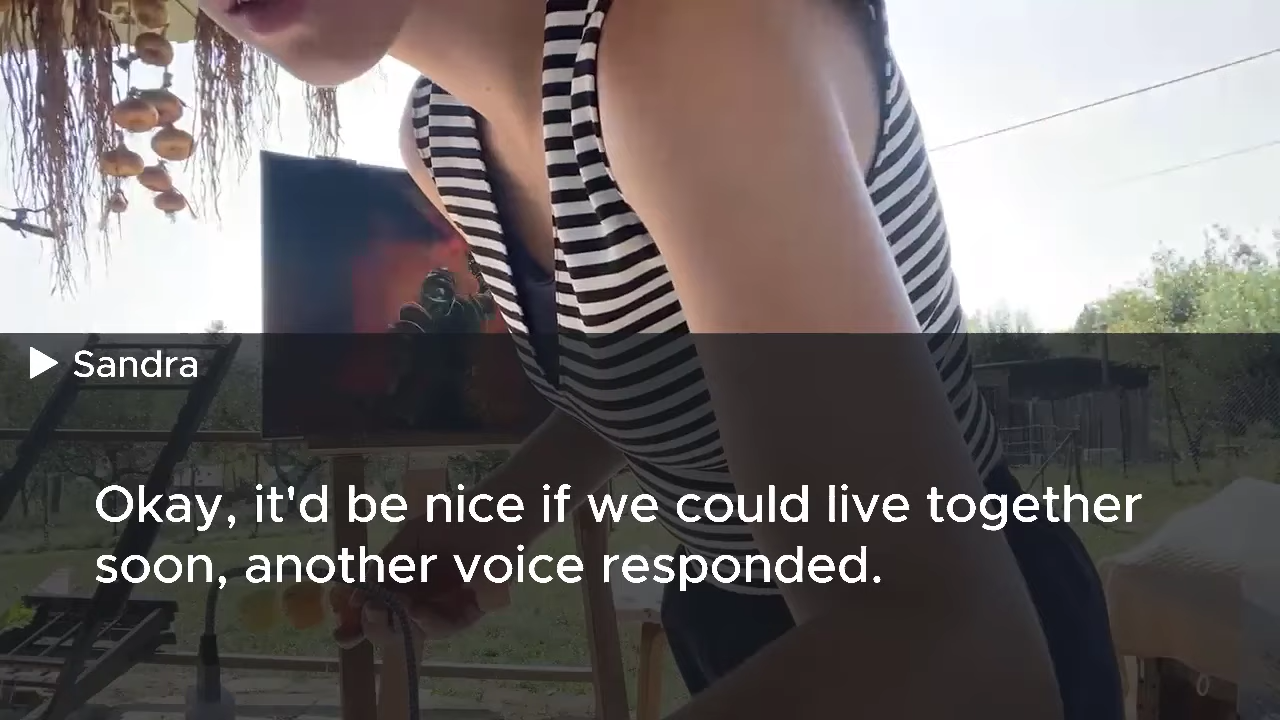 Sandra
Okay, it'd be nice if we could live together
soon, another voice responded.